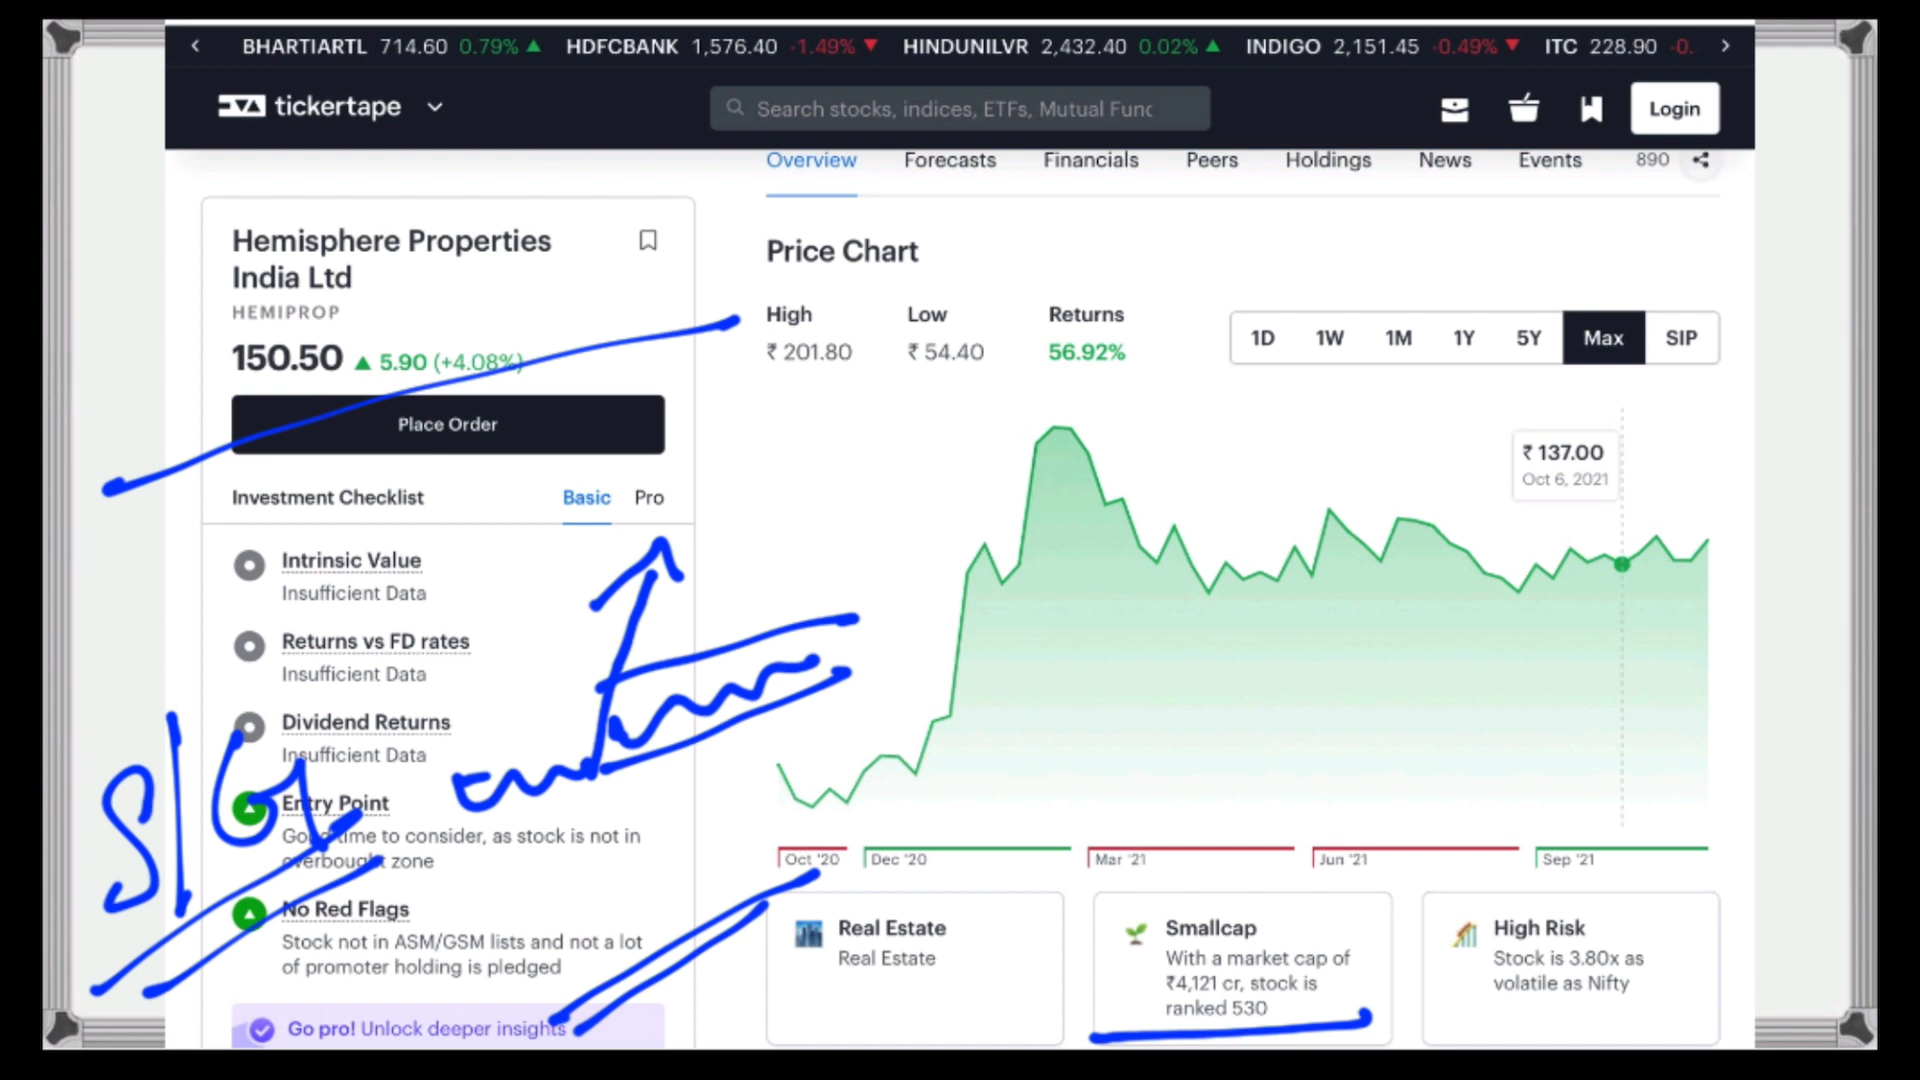 BHARTIARTL 714.60 0.79% HDFCBANK 1,576.40 -1.49% HINDUNILVR 2,432.40 0.02% INDIGO 2,151.45 -0.49% ITC 228.90 -0.
tickertape Search stocks, indices, ETFs, Mutual Func Login
Overview Forecasts Financials Peers Holdings News Events 890
Hemisphere Properties
India Ltd
HEMIPROP
150.50 5.90 (+4.08%)
Place Order
Investment Checklist Basic Pro
Intrinsic Value
Insufficient Data
Returns vs FD rates
Insufficient Data
Dividend Returns
Insufficient Data
Entry Point
Good time to consider, as stock is not in
overbought zone
No Red Flags
Stock not in ASM/GSM lists and not a lot
of promoter holding is pledged
Go pro! Unlock deeper insights
Price Chart
High Low Returns
₹ 201.80 ₹ 54.40 56.92%
1D 1W 1M 1Y 5Y Max SIP
₹ 137.00
Oct 6, 2021
Oct '20 Dec '20 Mar '21 Jun '21 Sep '21
Real Estate
Real Estate
Smallcap
With a market cap of
₹4,121 cr, stock is
ranked 530
High Risk
Stock is 3.80x as
volatile as Nifty